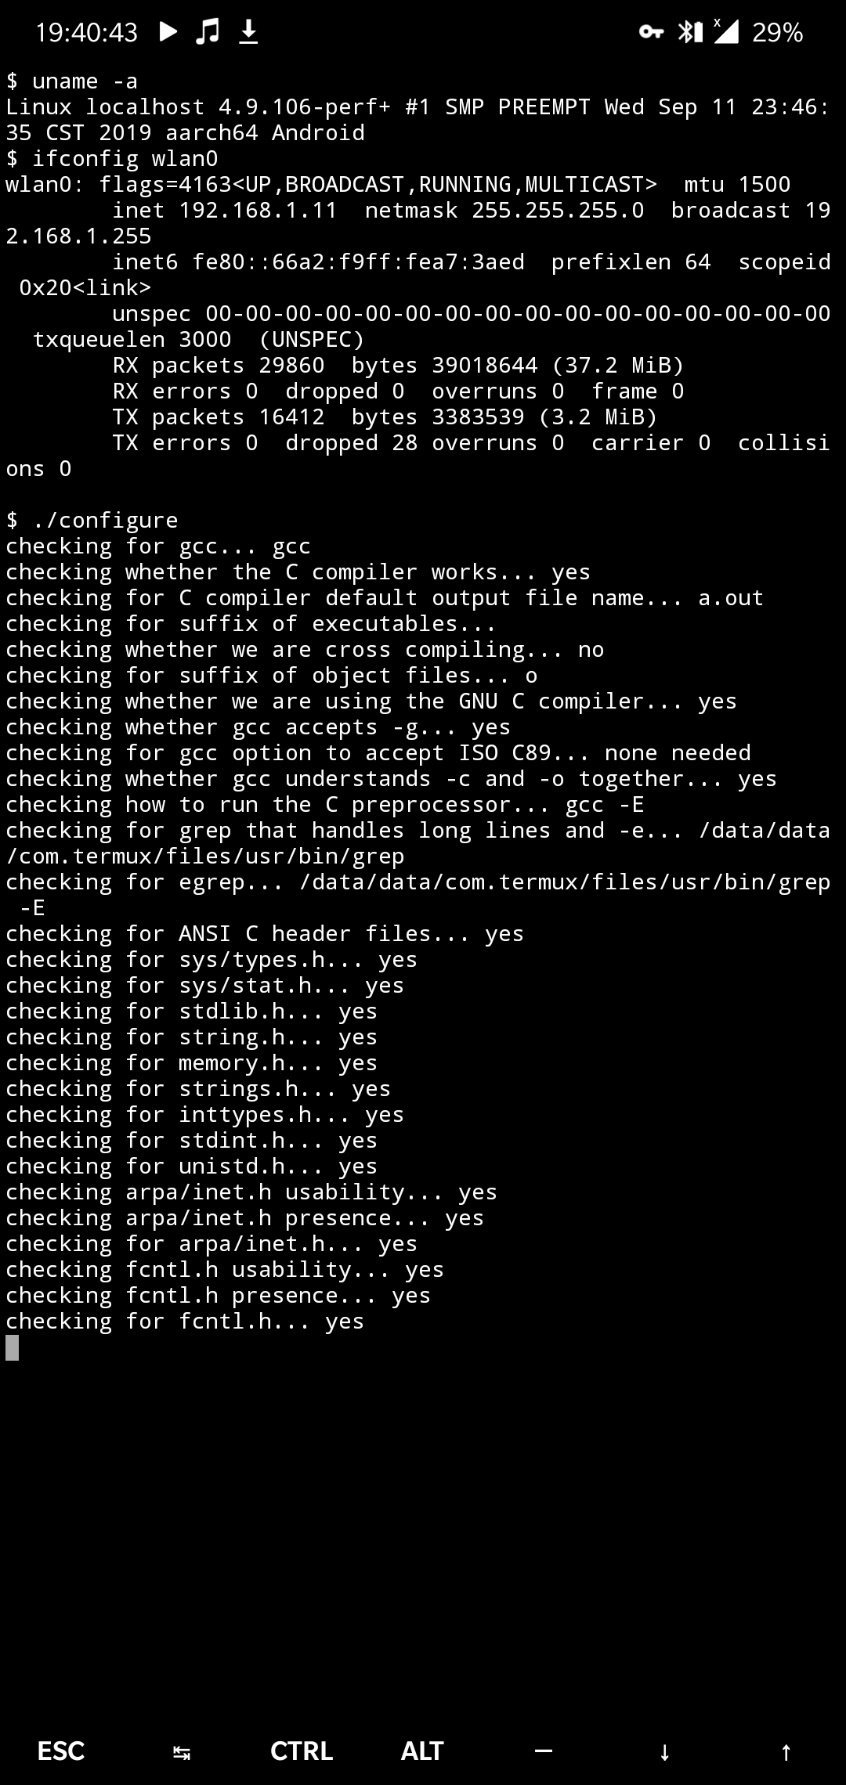 19:40:43 29%
$ uname -a
Linux localhost 4.9.106-perf+ #1 SMP PREEMPT Wed Sep 11 23:46:
35 CST 2019 aarch64 Android
$ ifconfig wlan0
wlan0: flags=4163<UP,BROADCAST,RUNNING,MULTICAST>  mtu 1500
        inet 192.168.1.11  netmask 255.255.255.0  broadcast 19
2.168.1.255
        inet6 fe80::66a2:f9ff:fea7:3aed  prefixlen 64  scopeid
 0x20<link>
        unspec 00-00-00-00-00-00-00-00-00-00-00-00-00-00-00-00
  txqueuelen 3000  (UNSPEC)
        RX packets 29860  bytes 39018644 (37.2 MiB)
        RX errors 0  dropped 0  overruns 0  frame 0
        TX packets 16412  bytes 3383539 (3.2 MiB)
        TX errors 0  dropped 28 overruns 0  carrier 0  collisi
ons 0
$ ./configure
checking for gcc... gcc
checking whether the C compiler works... yes
checking for C compiler default output file name... a.out
checking for suffix of executables...
checking whether we are cross compiling... no
checking for suffix of object files... o
checking whether we are using the GNU C compiler... yes
checking whether gcc accepts -g... yes
checking for gcc option to accept ISO C89... none needed
checking whether gcc understands -c and -o together... yes
checking how to run the C preprocessor... gcc -E
checking for grep that handles long lines and -e... /data/data
/com.termux/files/usr/bin/grep
checking for egrep... /data/data/com.termux/files/usr/bin/grep
 -E
checking for ANSI C header files... yes
checking for sys/types.h... yes
checking for sys/stat.h... yes
checking for stdlib.h... yes
checking for string.h... yes
checking for memory.h... yes
checking for strings.h... yes
checking for inttypes.h... yes
checking for stdint.h... yes
checking for unistd.h... yes
checking arpa/inet.h usability... yes
checking arpa/inet.h presence... yes
checking for arpa/inet.h... yes
checking fcntl.h usability... yes
checking fcntl.h presence... yes
checking for fcntl.h... yes
ESC ↹ CTRL ALT — ↓ ↑